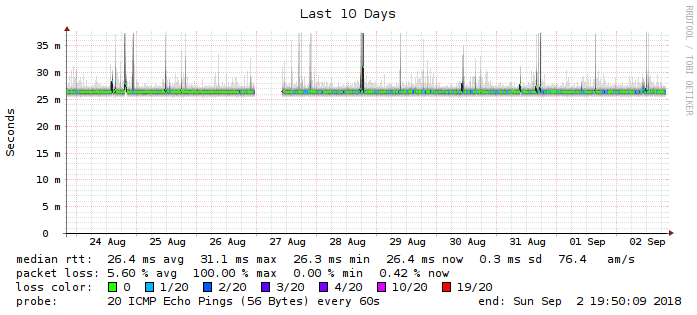 Last 10 Days
RRDTOOL / TOBI OETIKER
Seconds
35 m
30 m
25 m
20 m
15 m
10 m
5 m
0
24 Aug 25 Aug 26 Aug 27 Aug 28 Aug 29 Aug 30 Aug 31 Aug 01 Sep 02 Sep
median rtt: 26.4 ms avg 31.1 ms max 26.3 ms min 26.4 ms now 0.3 ms sd 76.4 am/s
packet loss: 5.60 % avg 100.00 % max 0.00 % min 0.42 % now
loss color: 0 1/20 2/20 3/20 4/20 10/20 19/20
probe: 20 ICMP Echo Pings (56 Bytes) every 60s end: Sun Sep 2 19:50:09 2018